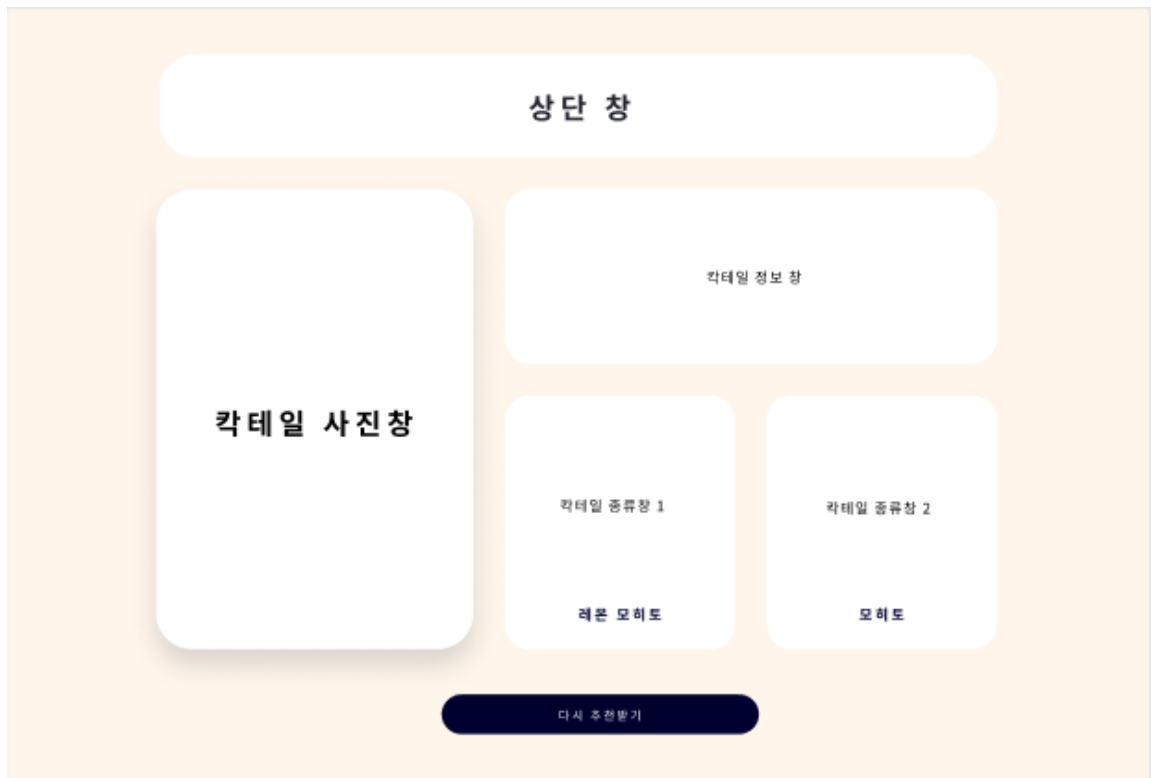 상단 창
칵테일 정보 창
칵테일 사진창
칵테일 종류창 1
칵테일 종류창 2
레몬 모히토
모히토
다시 추천받기